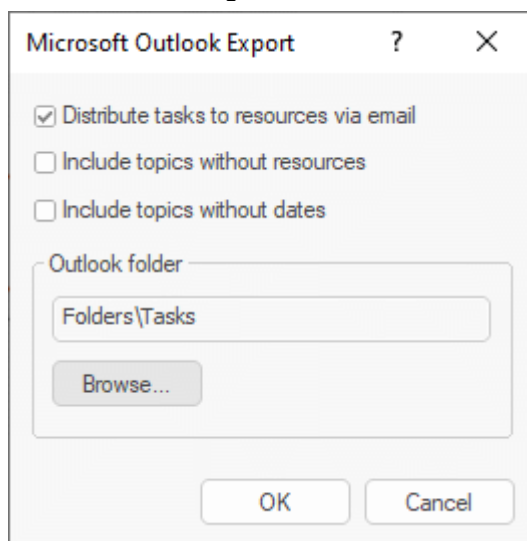 Microsoft Outlook Export ?
Distribute tasks to resources via email
Include topics without resources
Include topics without dates
Outlook folder
Folders\Tasks
Browse...
OK Cancel